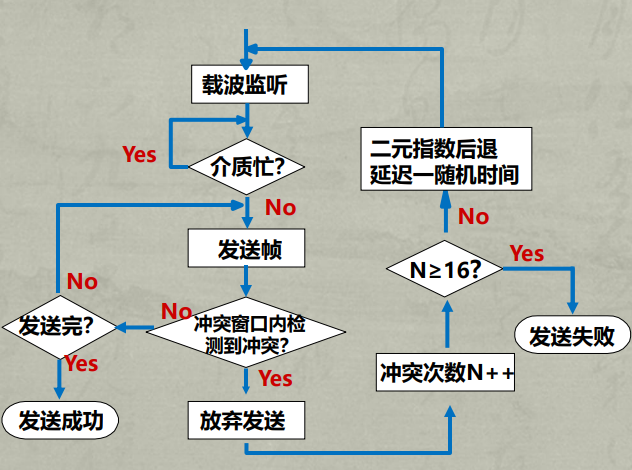 载波监听
Yes
介质忙?
No
发送帧
No
发送完?
No
冲突窗口内检
测到冲突?
Yes
Yes
发送成功
放弃发送
二元指数后退
延迟一随机时间
No
N≥16?
Yes
发送失败
冲突次数N++